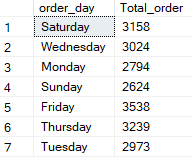 order_day Total_order
1 Saturday 3158
2 Wednesday 3024
3 Monday 2794
4 Sunday 2624
5 Friday 3538
6 Thursday 3239
7 Tuesday 2973